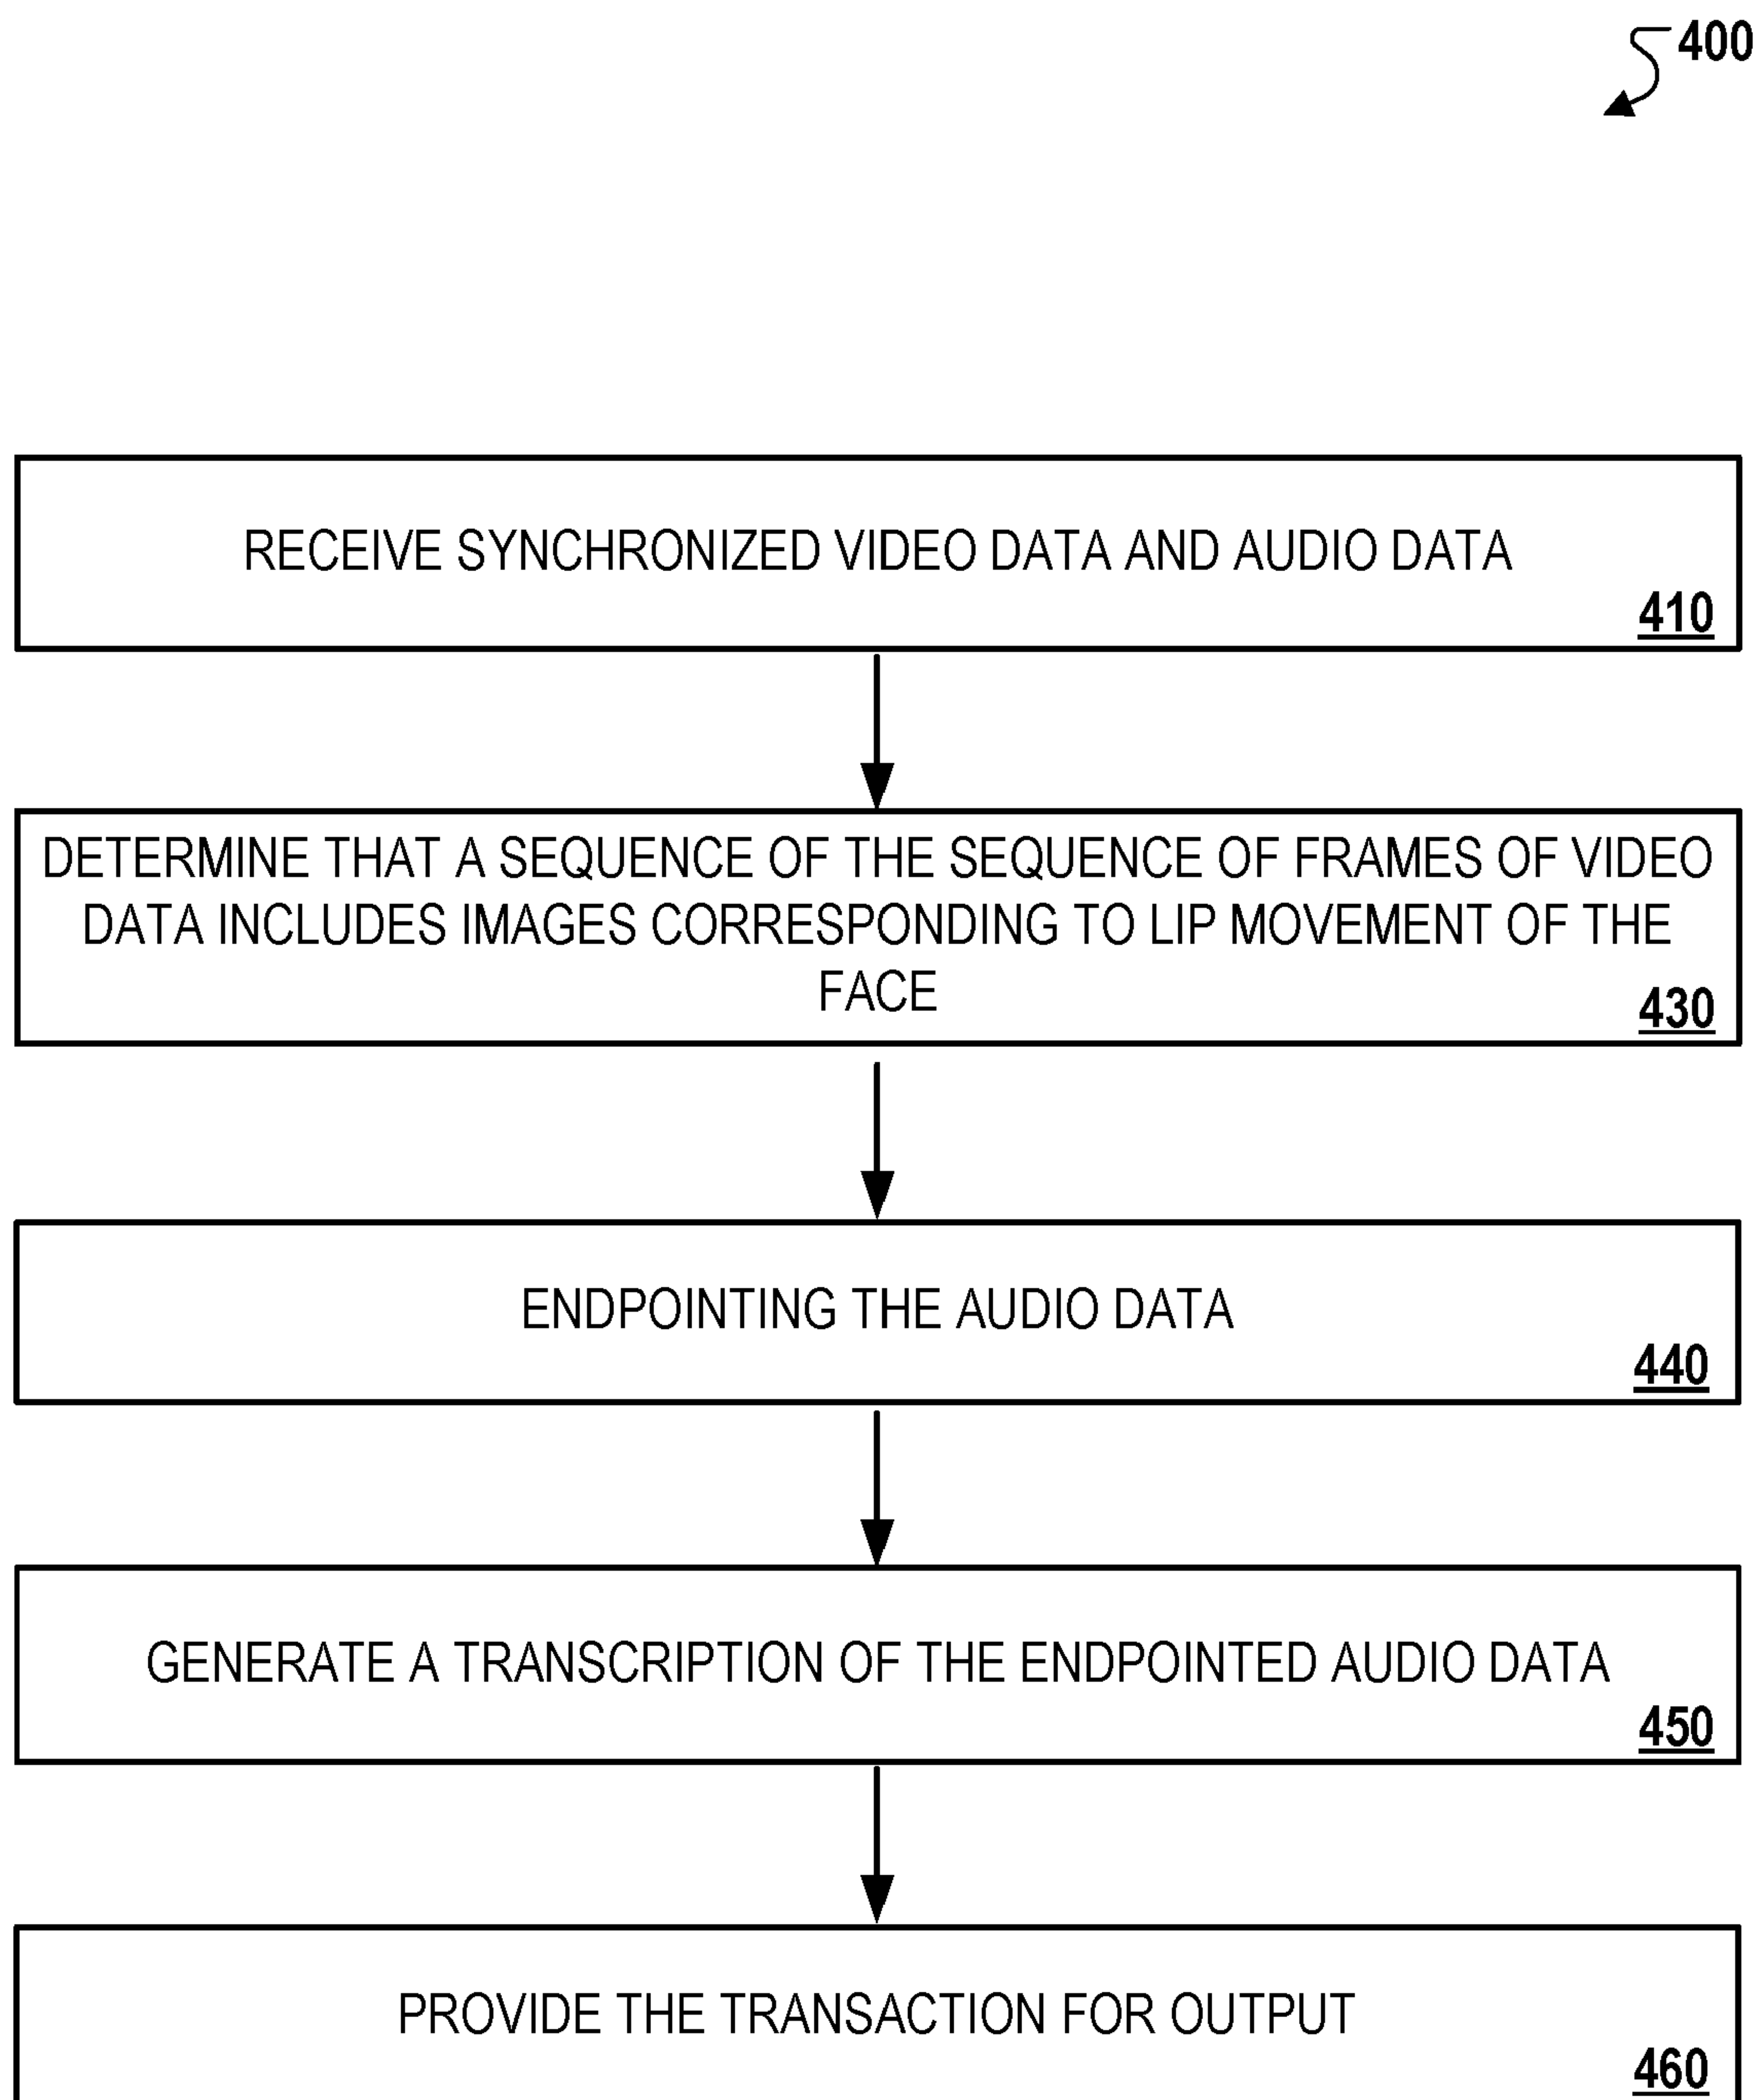 400
RECEIVE SYNCHRONIZED VIDEO DATA AND AUDIO DATA
410
DETERMINE THAT A SEQUENCE OF THE SEQUENCE OF FRAMES OF VIDEO
DATA INCLUDES IMAGES CORRESPONDING TO LIP MOVEMENT OF THE
FACE
430
ENDPOINTING THE AUDIO DATA
440
GENERATE A TRANSCRIPTION OF THE ENDPOINTED AUDIO DATA
450
PROVIDE THE TRANSACTION FOR OUTPUT
460